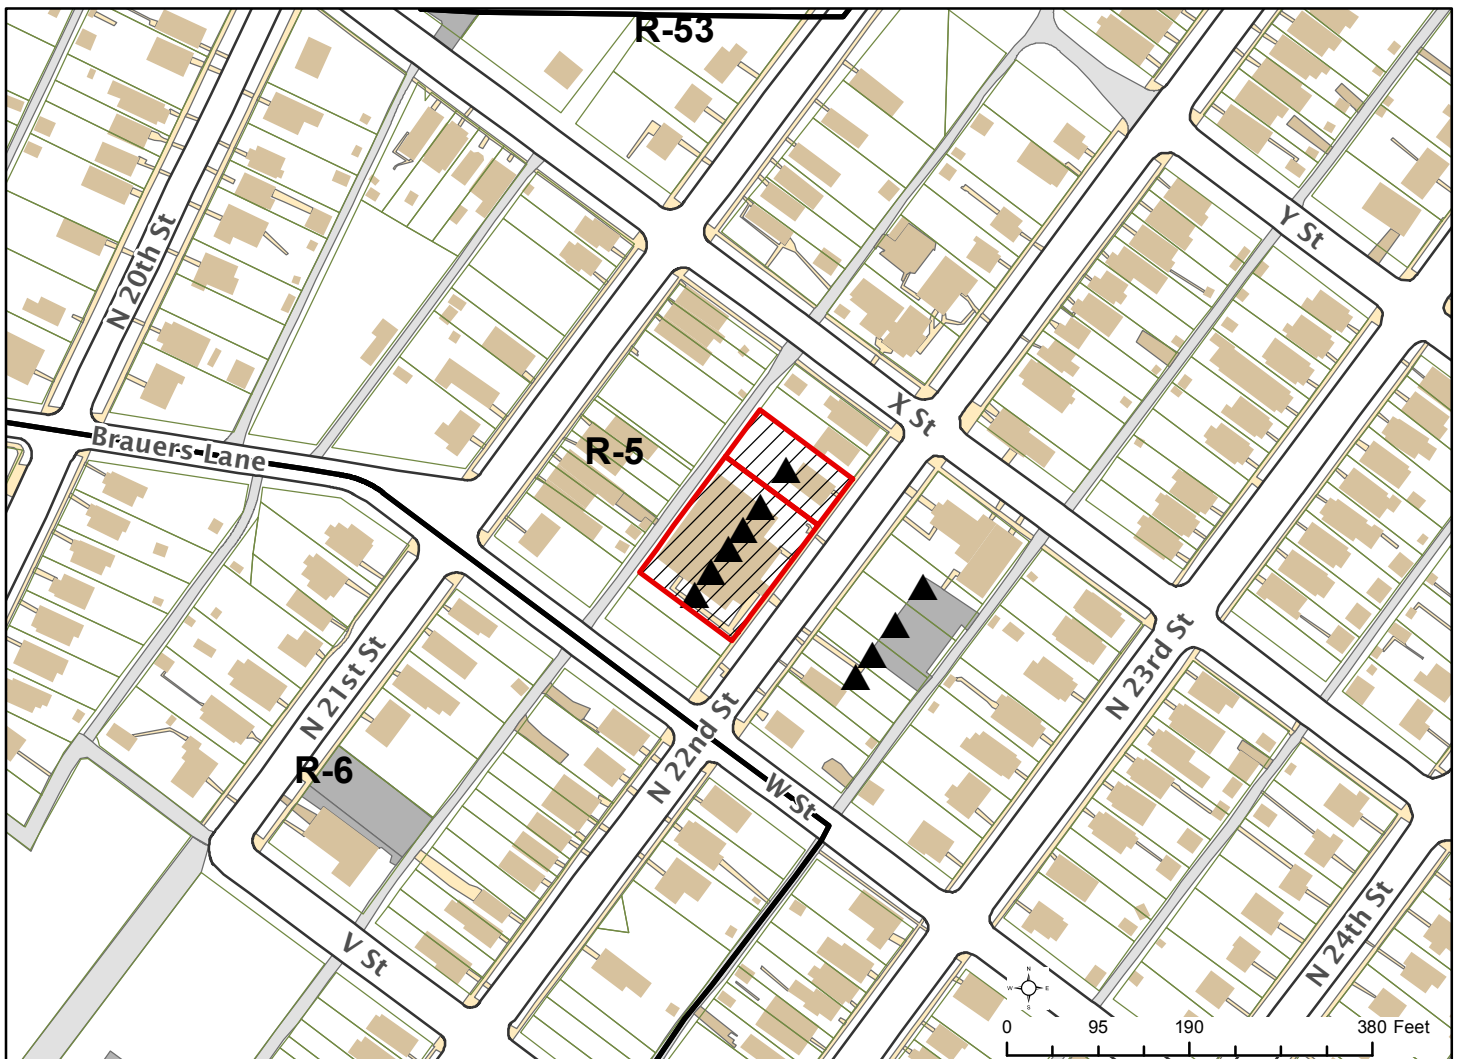 R-53
N 20th St
Y St
X St
Brauers Lane
R-5
N 21st St
N 23rd St
N 22nd St
R-6
W St
V St
N 24th St
N
W
E
S
0 95 190 380 Feet